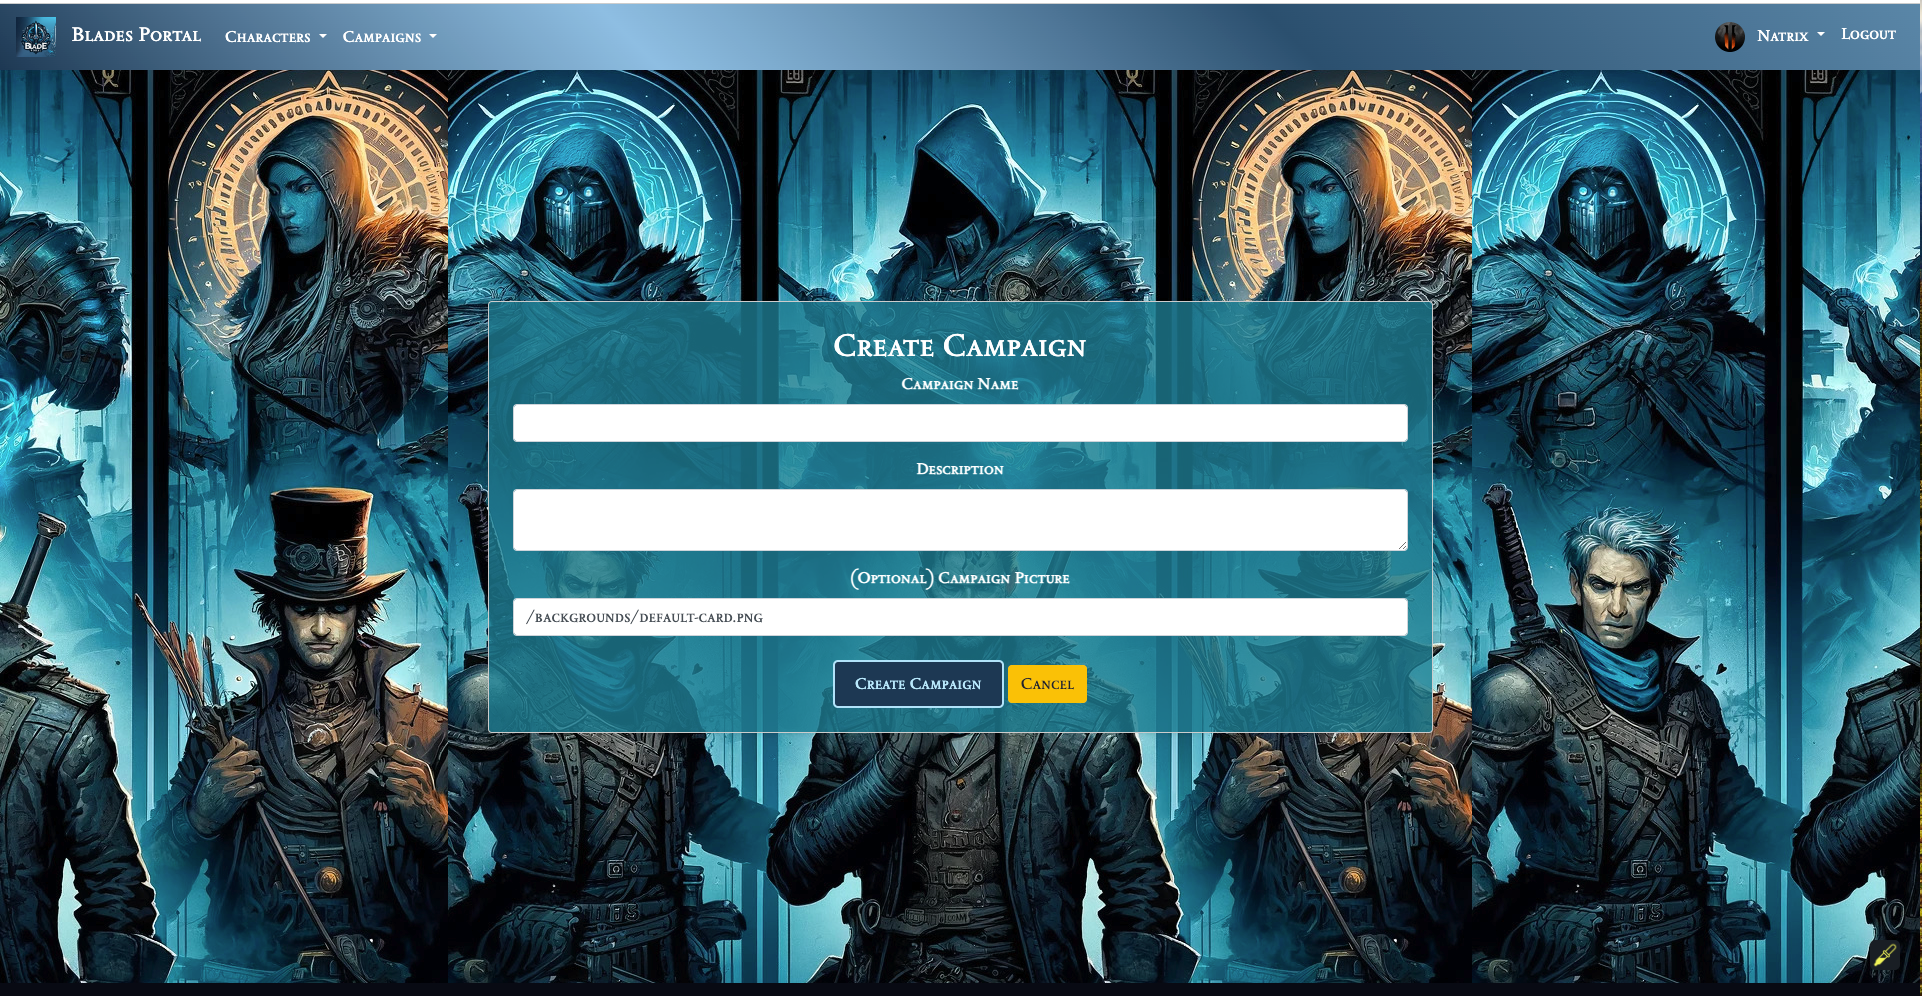 BLADE
Blades Portal
Characters
Campaigns
Natrix
Logout
Create Campaign
Campaign Name
Description
(Optional) Campaign Picture
/backgrounds/default-card.png
Create Campaign
Cancel